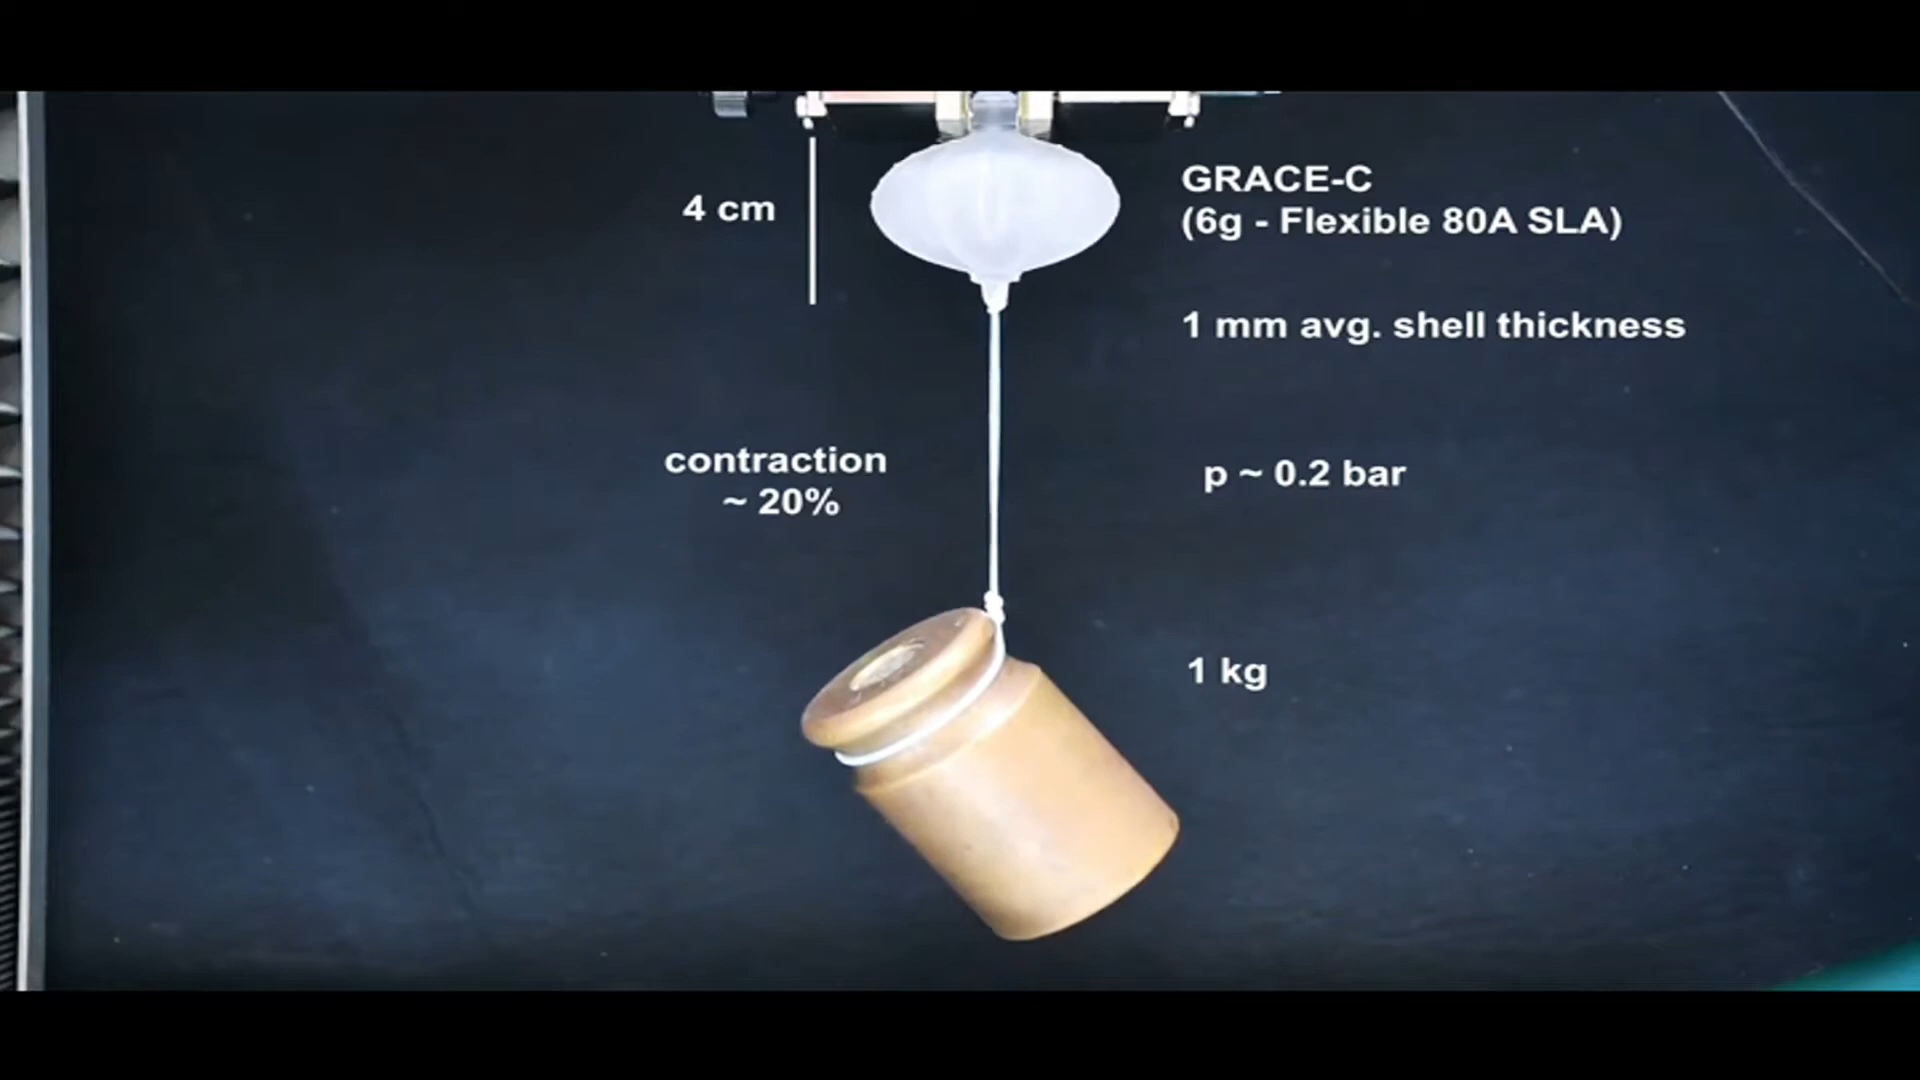 4 cm
GRACE-C
(6g - Flexible 80A SLA)
1 mm avg. shell thickness
contraction
~ 20%
p ~ 0.2 bar
1 kg